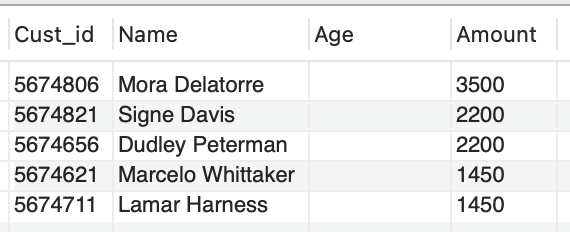 Cust_id Name Age Amount
5674806 Mora Delatorre 3500
5674821 Signe Davis 2200
5674656 Dudley Peterman 2200
5674621 Marcelo Whittaker 1450
5674711 Lamar Harness 1450